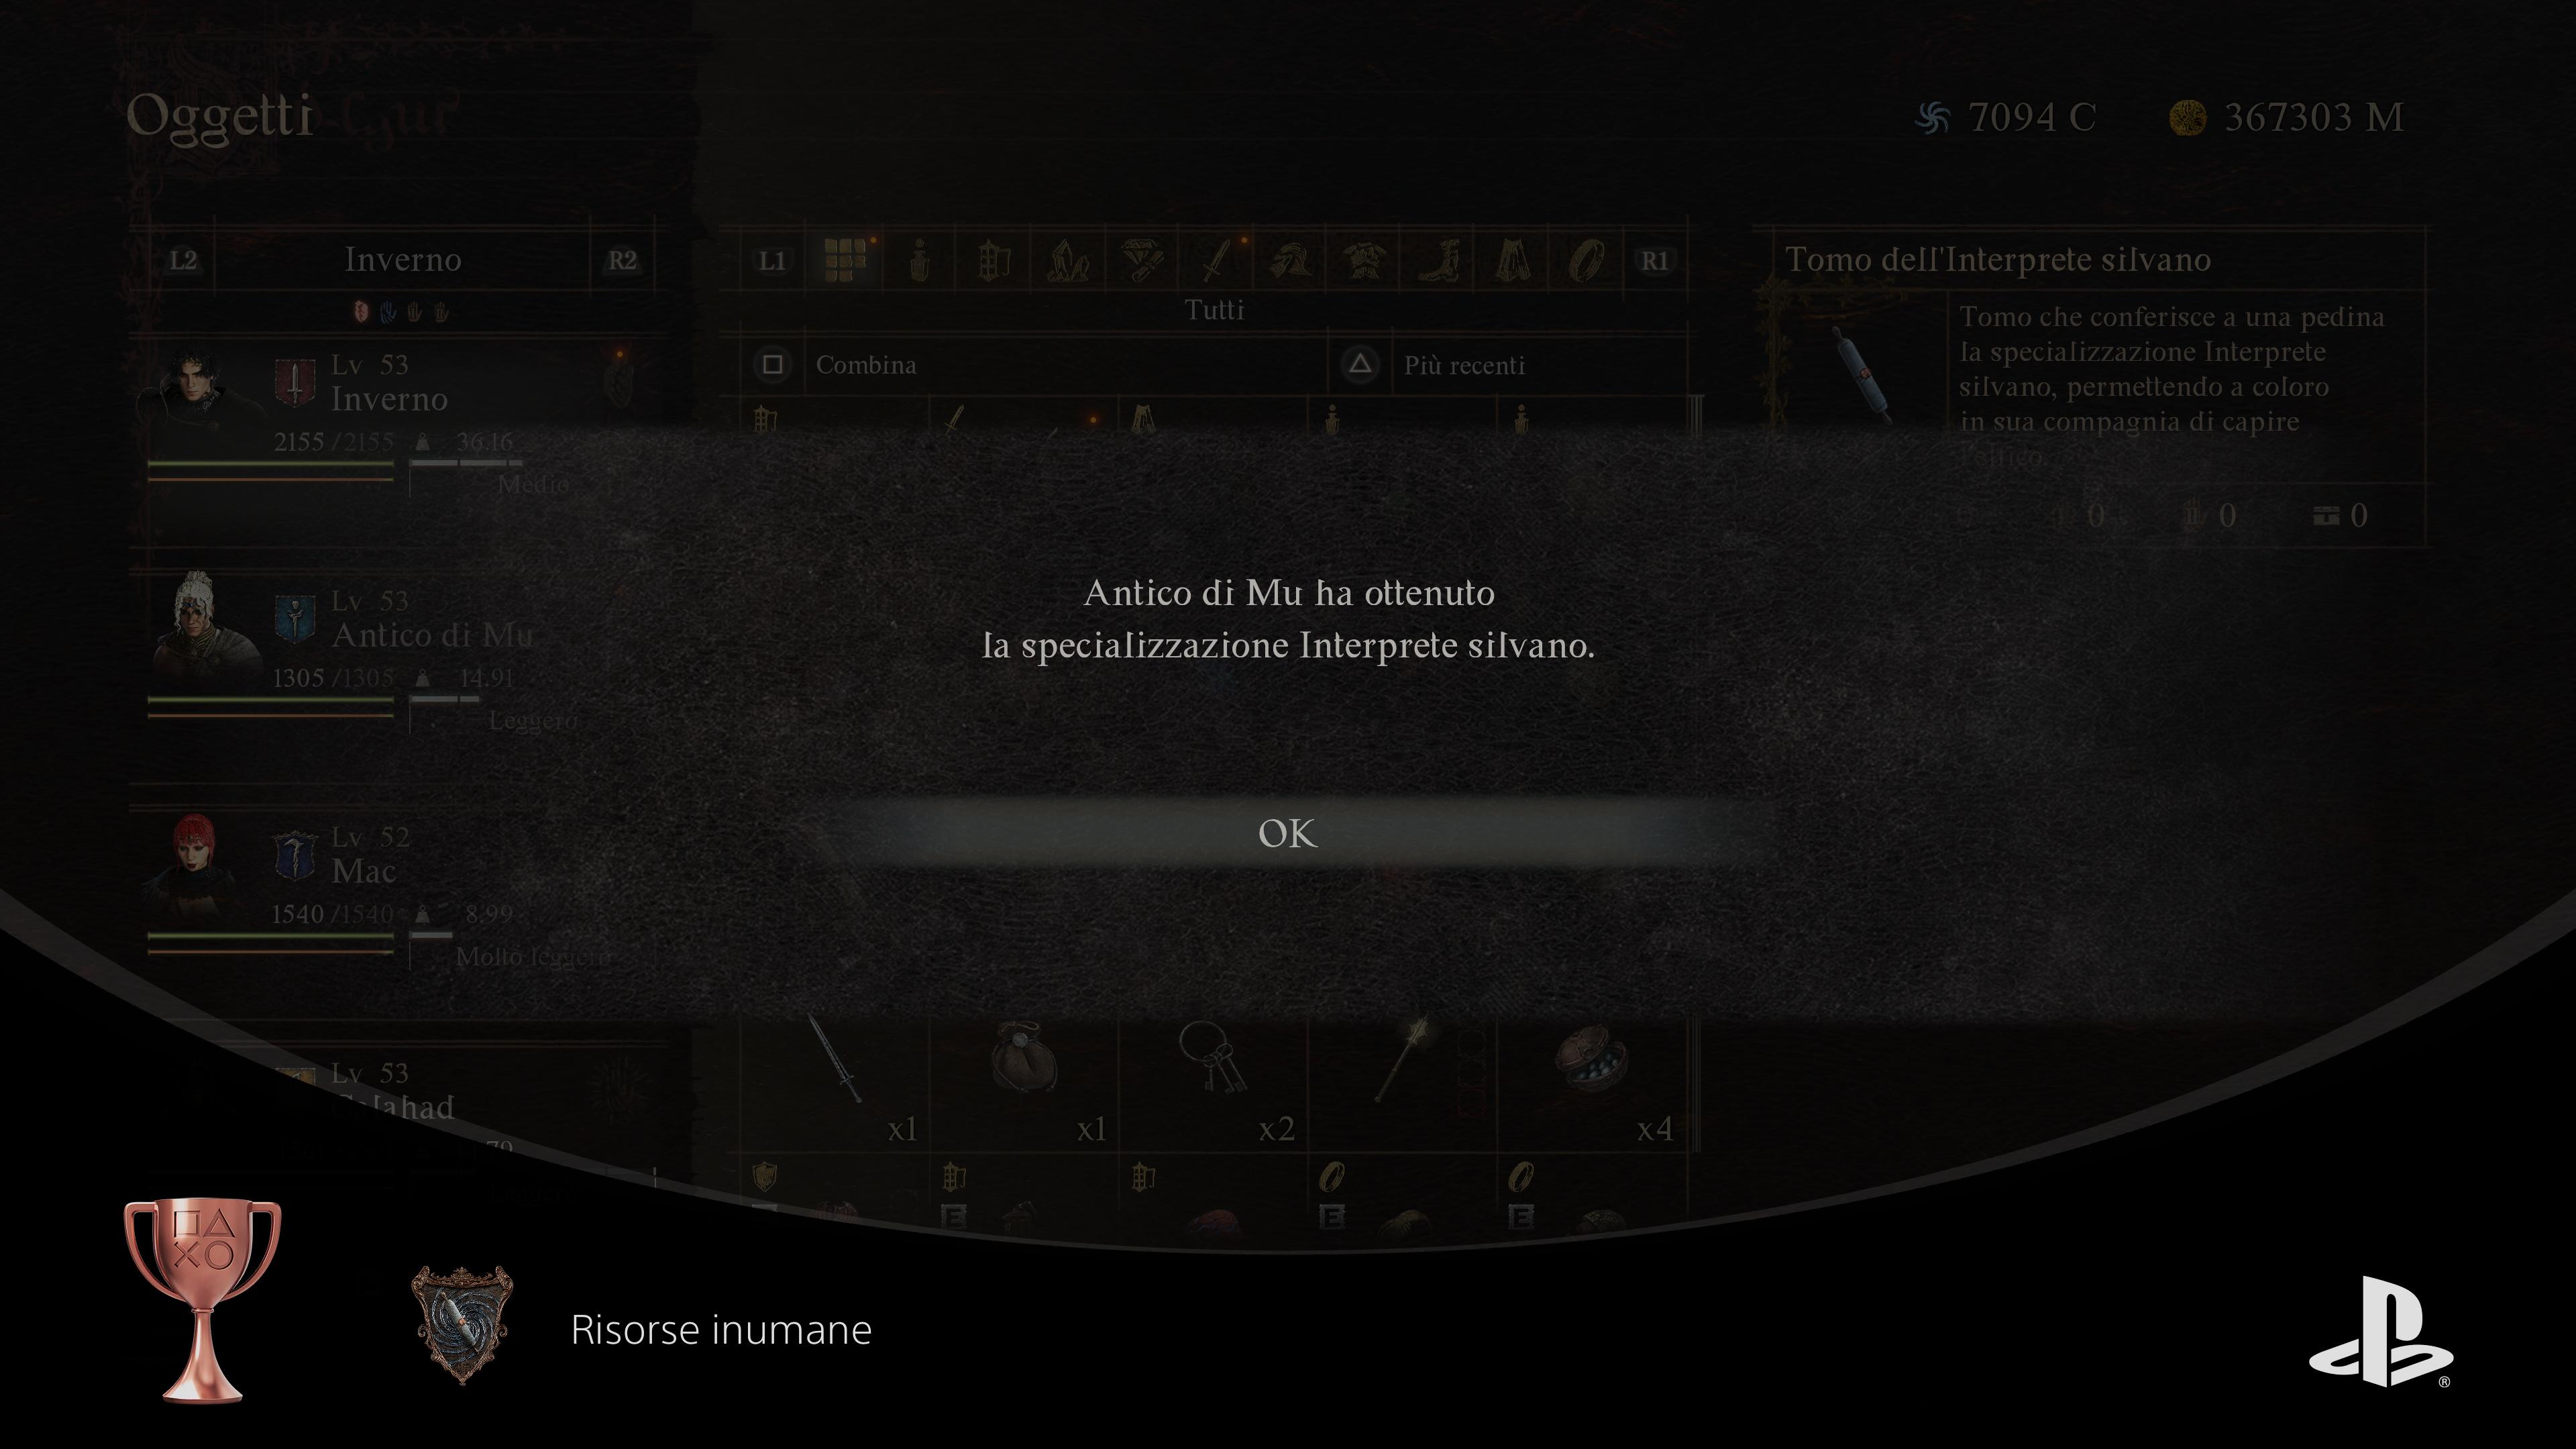 Oggetti
7094 C
367303 M
L2
Inverno
R2
L1
R1
Tutti
Combina
Più recenti
Tomo dell'Interprete silvano
Tomo che conferisce a una pedina
la specializzazione Interprete
silvano, permettendo a coloro
in sua compagnia di capire
l'elfico.
0
0
0
Lv 53
Inverno
2155/2155
36.16
Medio
Lv 53
Antico di Mu
1305/1305
14.91
Leggero
Lv 52
Mac
1540/1540
8.99
Molto leggero
Lv 53
Antico di Mu ha ottenuto
la specializzazione Interprete silvano.
OK
x1
x1
x2
x4
E
E
E
Risorse inumane
®